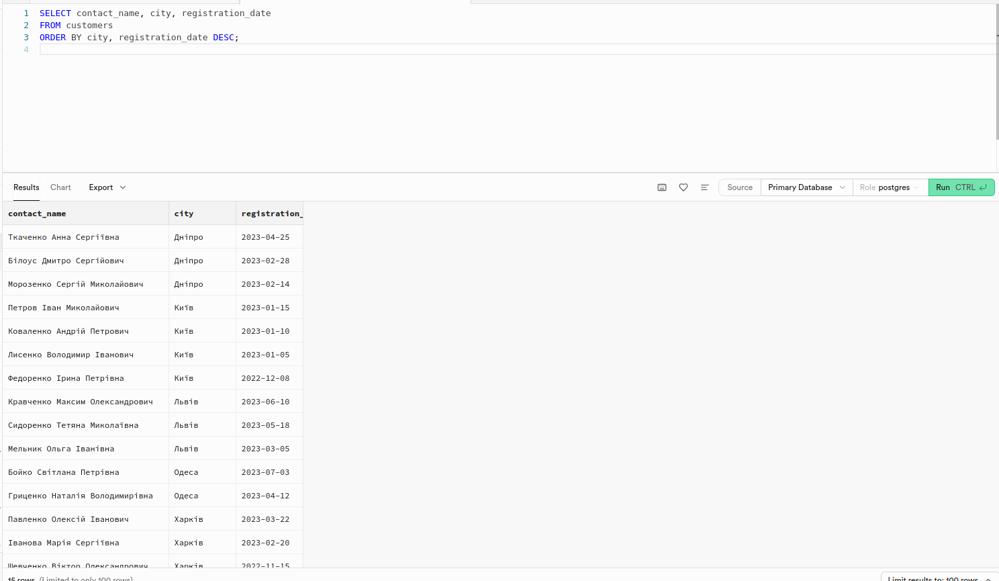 1 SELECT contact_name, city, registration_date
2 FROM customers
3 ORDER BY city, registration_date DESC;
4
Results Chart Export Source Primary Database Role postgres Run CTRL
contact_name city registration_
Ткаченко Анна Сергіївна Дніпро 2023-04-25
Білоус Дмитро Сергійович Дніпро 2023-02-28
Морозенко Сергій Миколайович Дніпро 2023-02-14
Петров Іван Миколайович Київ 2023-01-15
Коваленко Андрій Петрович Київ 2023-01-10
Лисенко Володимир Іванович Київ 2023-01-05
Федоренко Ірина Петрівна Київ 2022-12-08
Кравченко Максим Олександрович Львів 2023-06-10
Сидоренко Тетяна Миколаївна Львів 2023-05-18
Мельник Ольга Іванівна Львів 2023-03-05
Бойко Світлана Петрівна Одеса 2023-07-03
Гриценко Наталія Володимирівна Одеса 2023-04-12
Павленко Олексій Іванович Харків 2023-03-22
Іванова Марія Сергіївна Харків 2023-02-20
Шевченко Віктор Олександрович Харків 2022-11-15
15 rows (Limited to only 100 rows) Limit results to: 100 rows